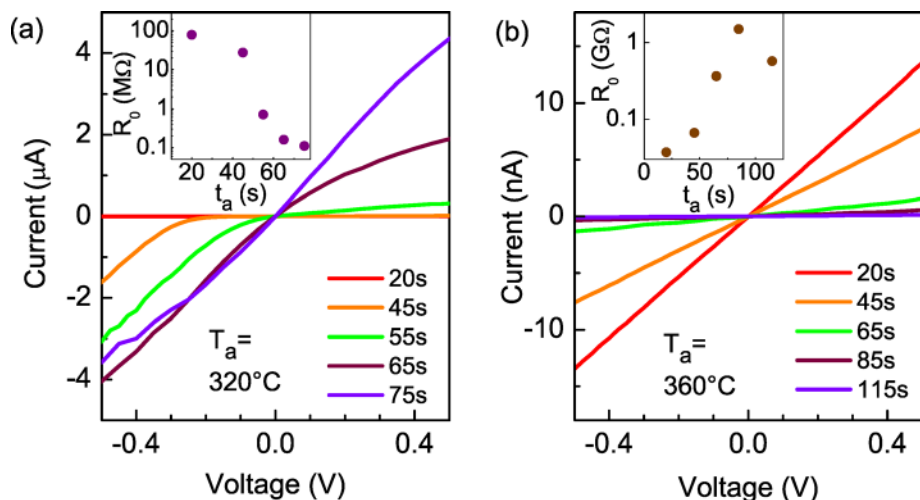 (a)
Current (μA)
4
2
0
-2
-4
R0 (MΩ)
100
10
1
0.1
20 40 60
ta (s)
20s
45s
55s
65s
75s
Ta=
320°C
-0.4 0.0 0.4
Voltage (V)
(b)
Current (nA)
10
0
-10
R0 (GΩ)
1
0.1
0 50 100
ta (s)
20s
45s
65s
85s
115s
Ta=
360°C
-0.4 0.0 0.4
Voltage (V)